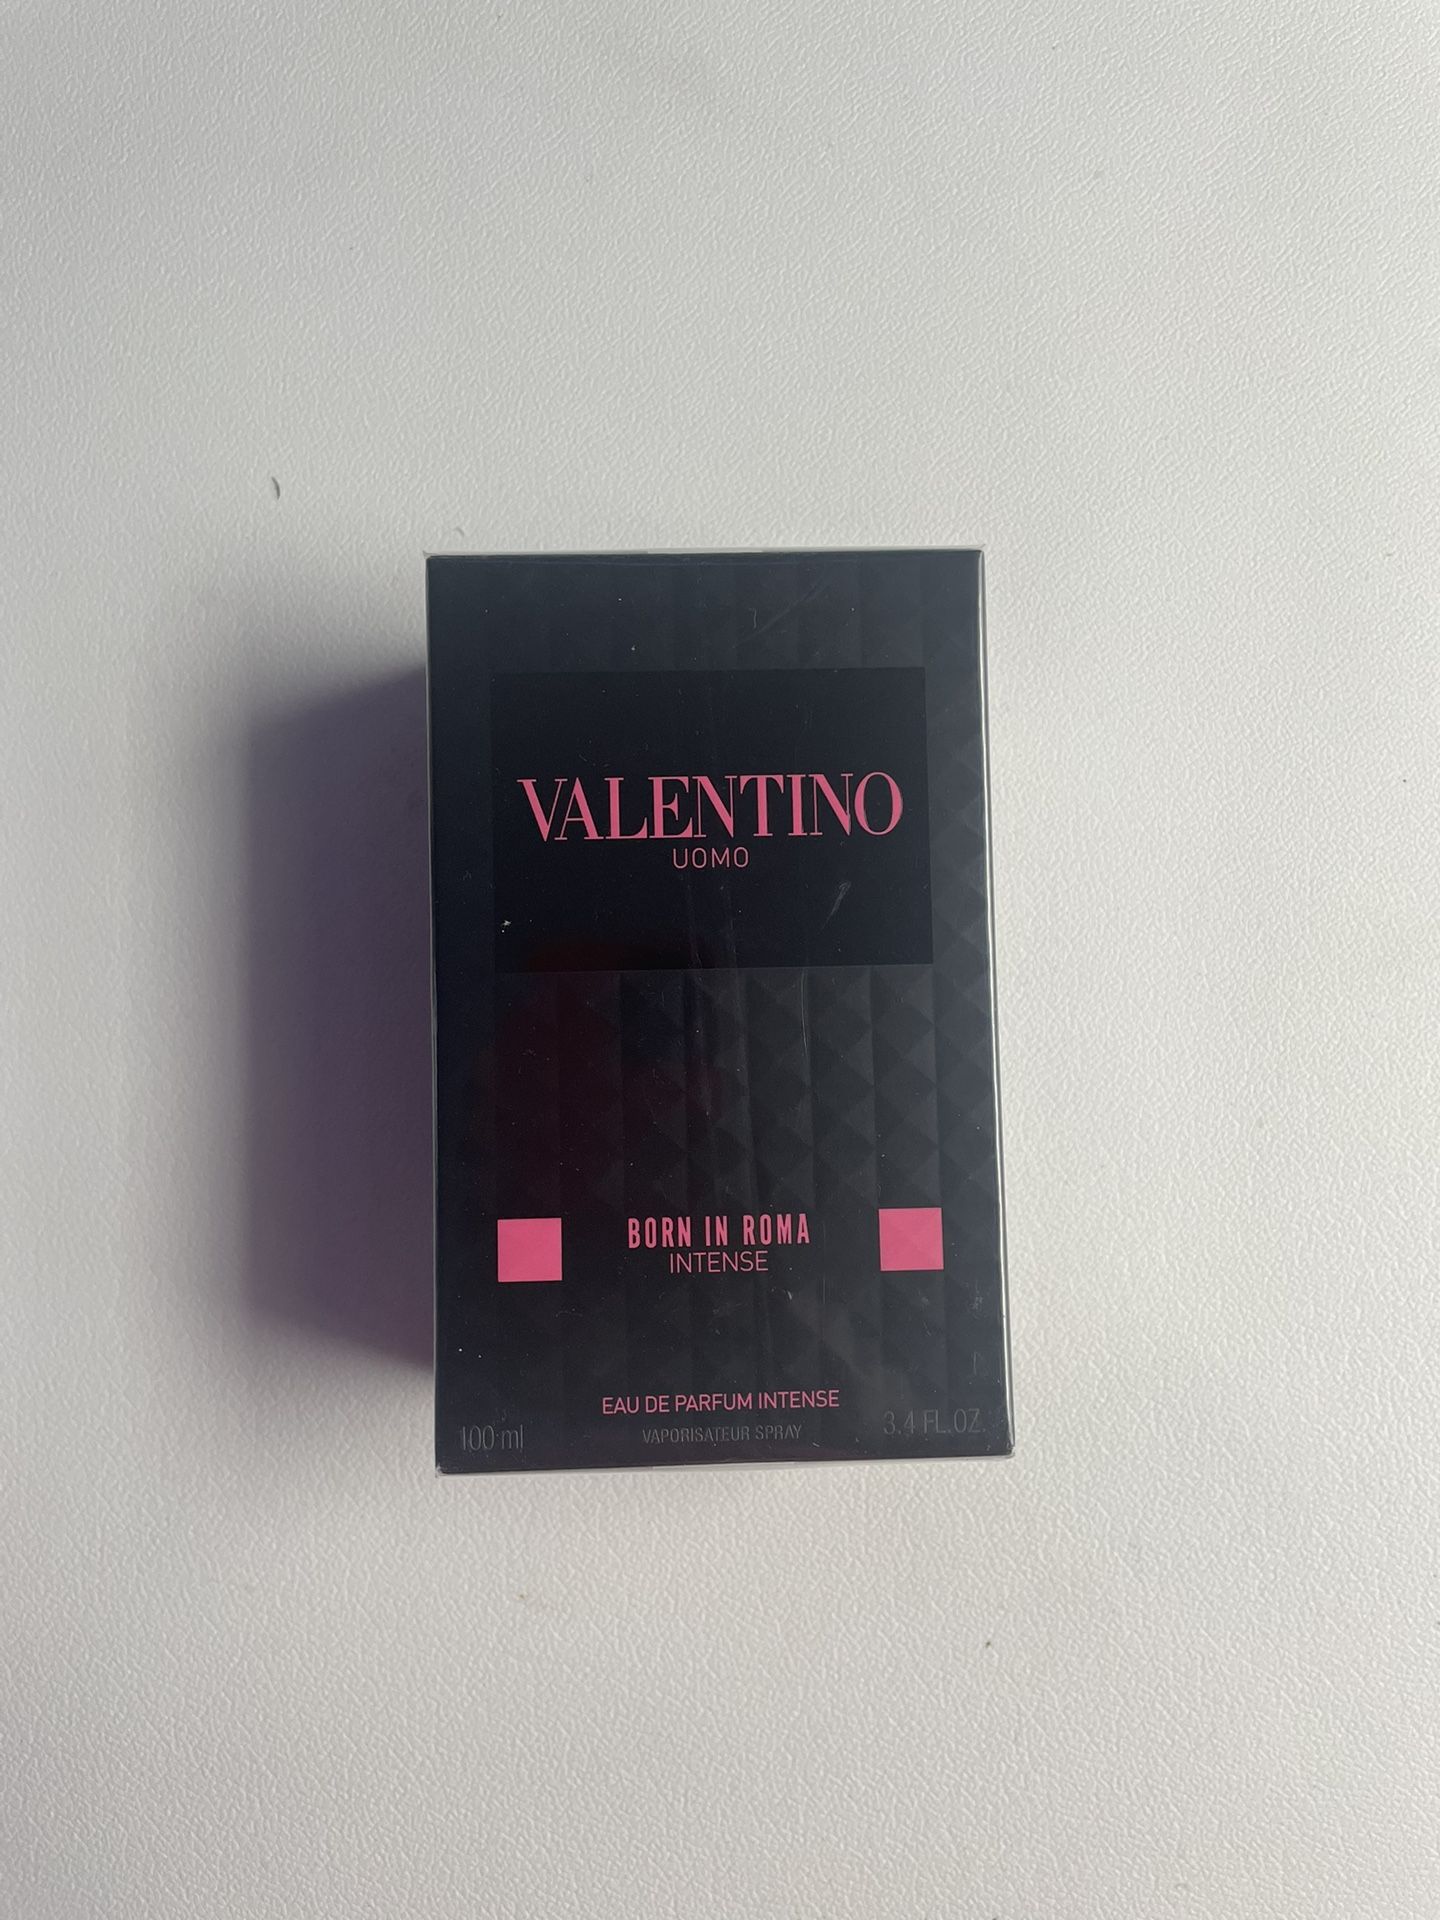 VALENTINO
UOMO
BORN IN ROMA
INTENSE
EAU DE PARFUM INTENSE
100 ml
VAPORISATEUR SPRAY
3.4 FL.OZ.